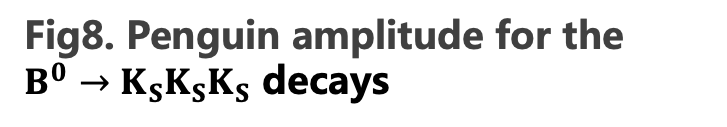 Fig8. Penguin amplitude for the
B⁰ → KₛKₛKₛ decays